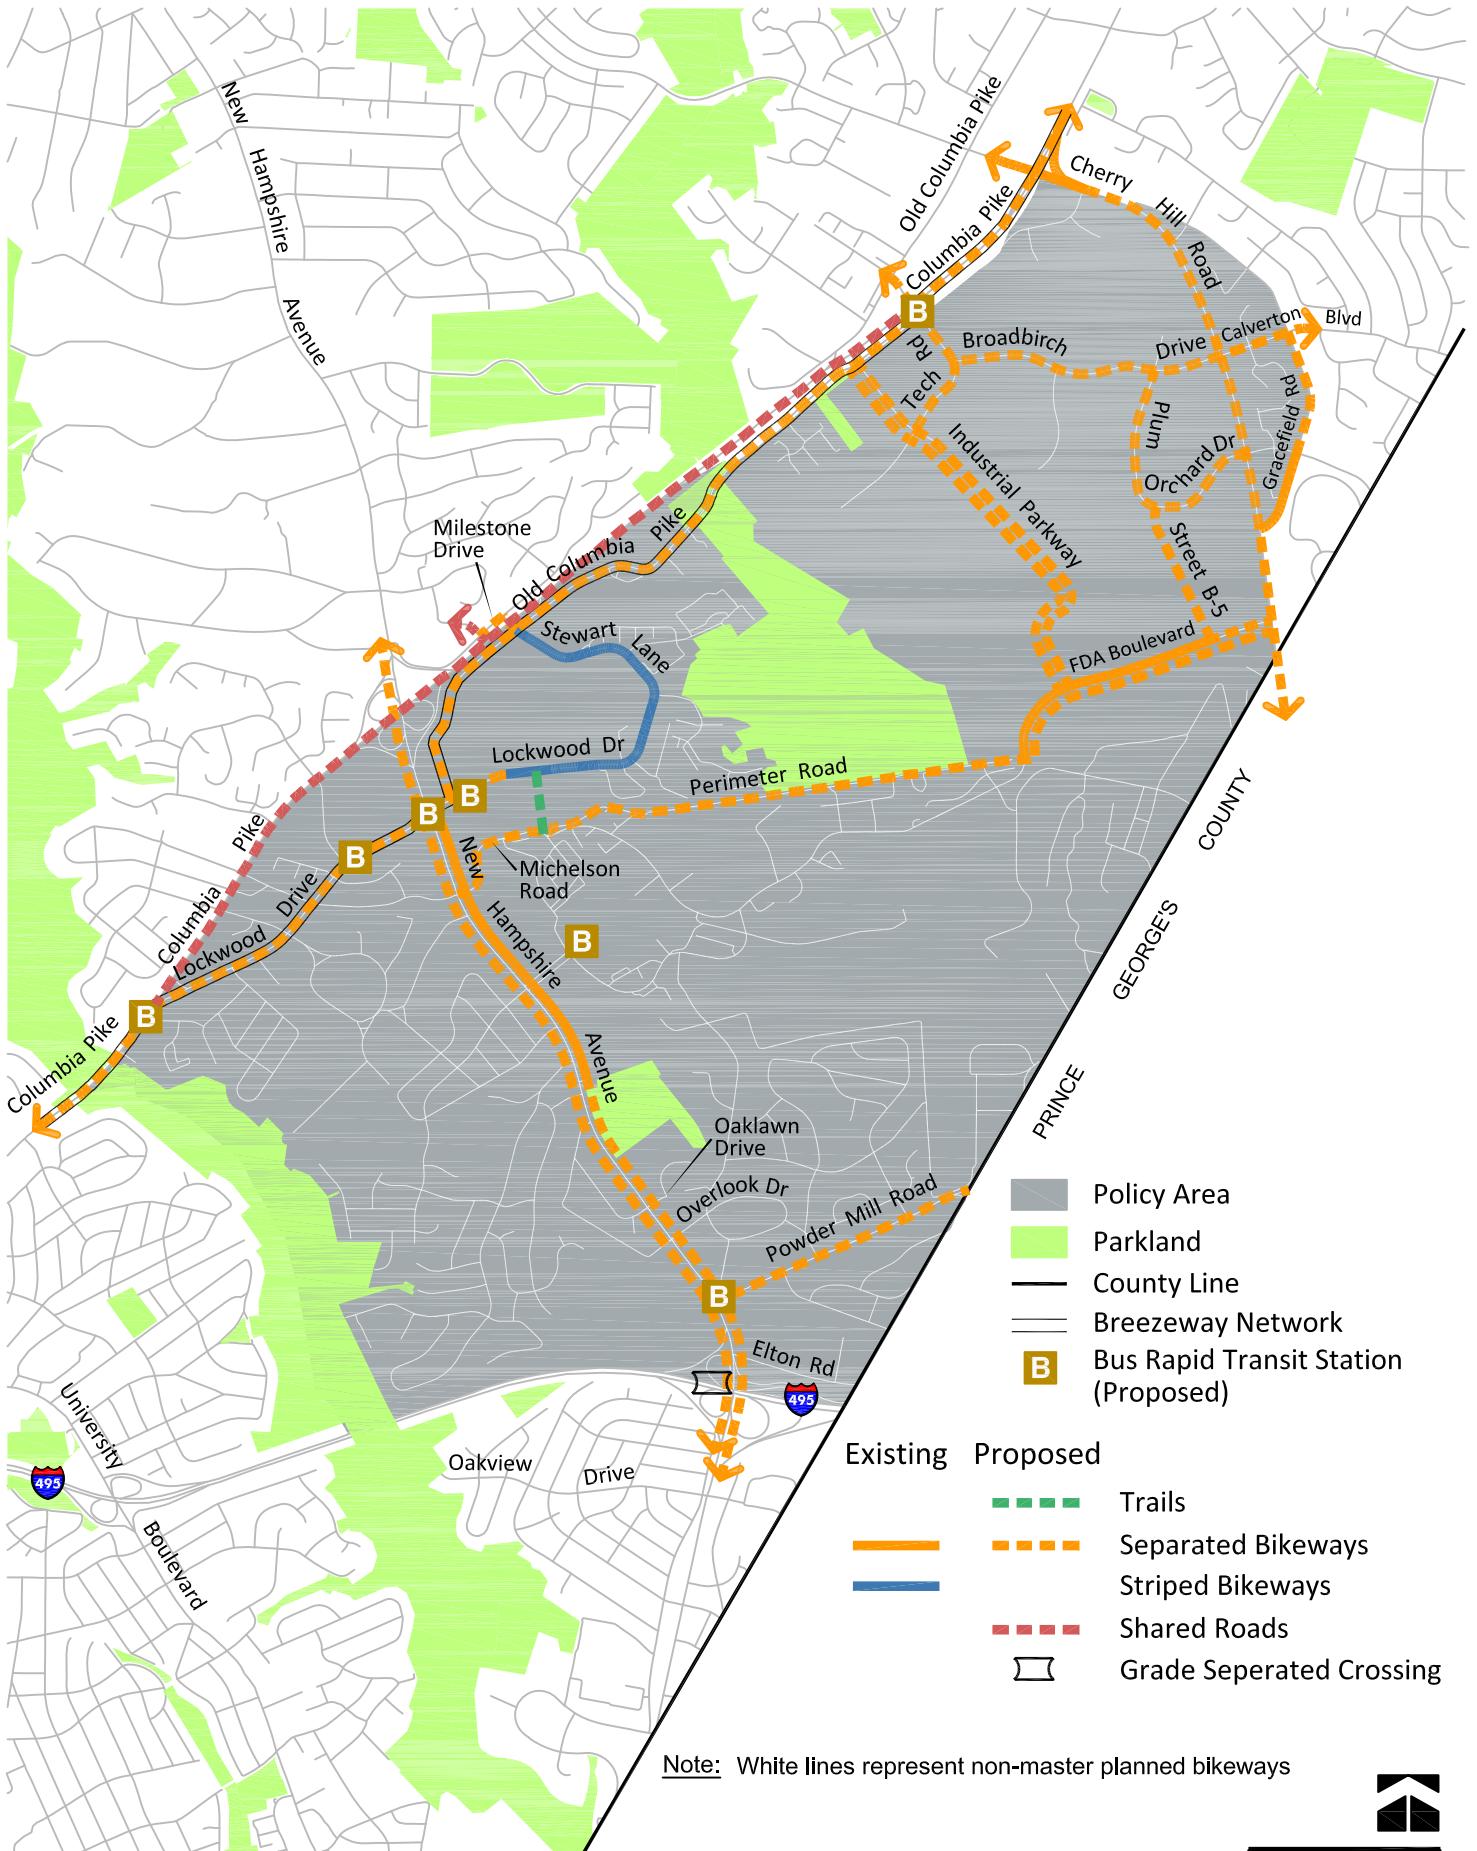 New
Hampshire
Avenue
Old Columbia Pike
Columbia Pike
Cherry
Hill
Road
B
Broadbirch
Drive
Calverton
Blvd
Tech
Rd
Plum
Orchard Dr
Gracefield Rd
Industrial Parkway
Street B-5
FDA Boulevard
Milestone
Drive
Old Columbia
Pike
Stewart
Lane
Lockwood Dr
B
B
B
Perimeter Road
Michelson
Road
New
Hampshire
Avenue
B
Columbia
Pike
Lockwood
Drive
B
Columbia Pike
Oaklawn
Drive
Overlook Dr
Powder Mill Road
B
Elton Rd
495
PRINCE
GEORGE'S
COUNTY
University
Boulevard
495
Oakview
Drive
Policy Area
Parkland
County Line
Breezeway Network
B
Bus Rapid Transit Station
(Proposed)
Existing Proposed
Trails
Separated Bikeways
Striped Bikeways
Shared Roads
Grade Seperated Crossing
Note: White lines represent non-master planned bikeways